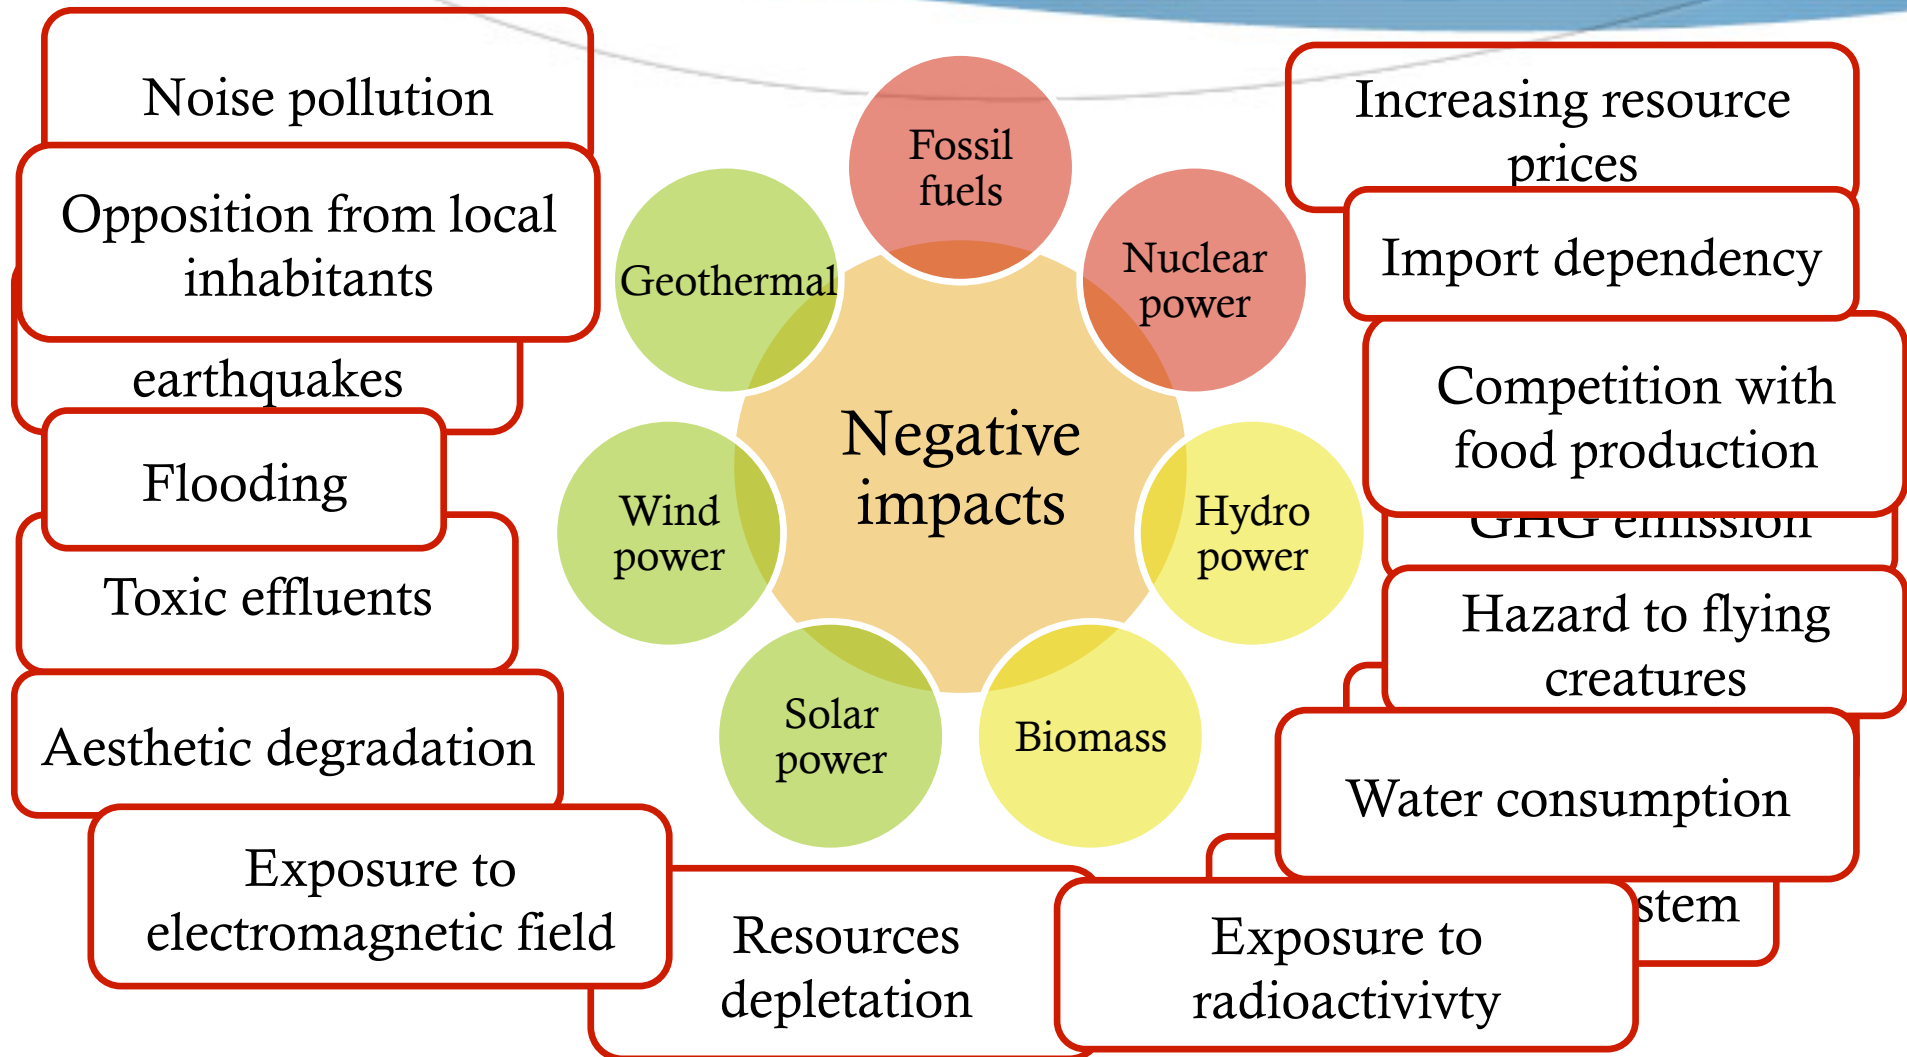 Noise pollution
Opposition from local
inhabitants
earthquakes
Flooding
Toxic effluents
Aesthetic degradation
Exposure to
electromagnetic field
Resources
depletation
Exposure to
radioactivivty
Fossil
fuels
Nuclear
power
Hydro
power
Biomass
Solar
power
Wind
power
Geothermal
Negative
impacts
Increasing resource
prices
Import dependency
Competition with
food production
GHG emission
Hazard to flying
creatures
Water consumption
stem